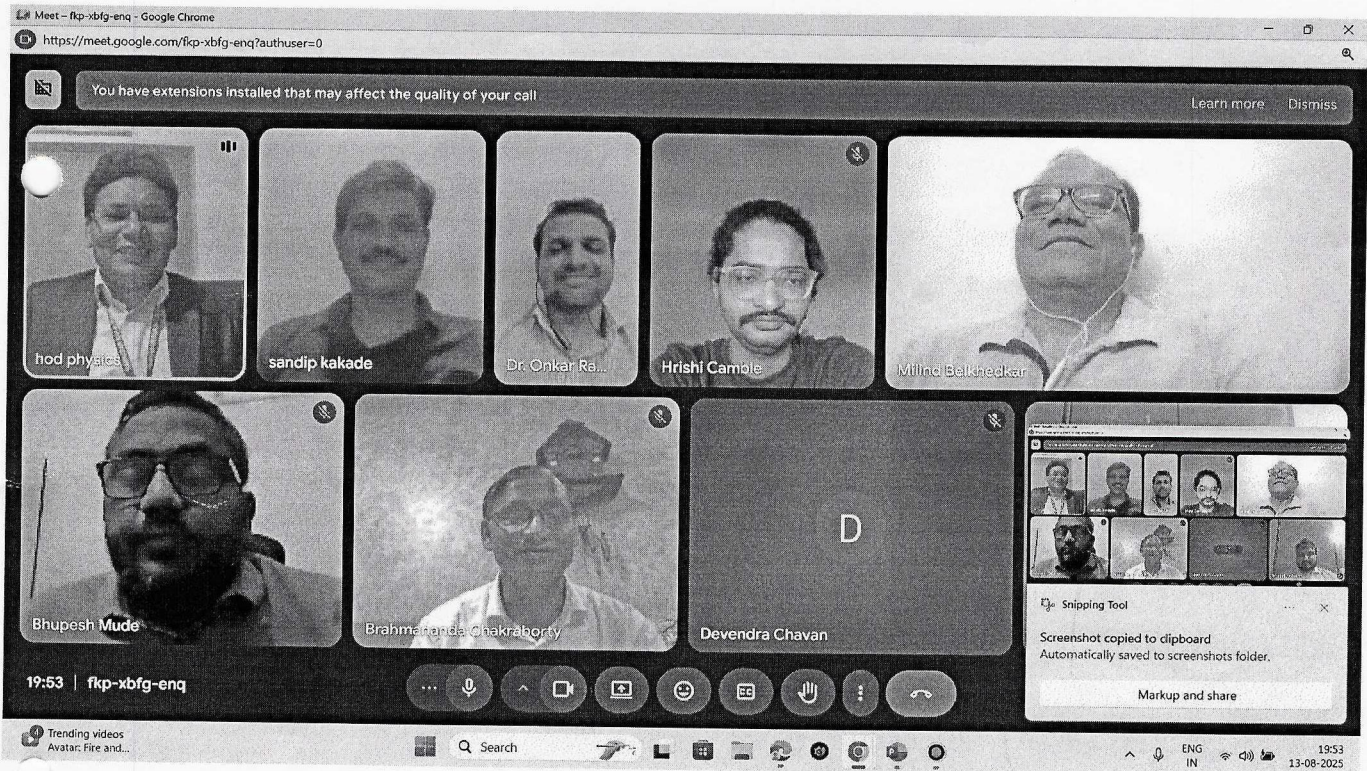 Meet – fkp-xbfg-enq - Google Chrome
https://meet.google.com/fkp-xbfg-enq?authuser=0
You have extensions installed that may affect the quality of your call
Learn more Dismiss
hod physics
sandip kakade
Dr. Onkar Ra...
Hrishi Camble
Milind Belkhedkar
Bhupesh Mude
Brahmananda Chakraborty
D
Devendra Chavan
Snipping Tool
Screenshot copied to clipboard
Automatically saved to screenshots folder.
Markup and share
19:53 | fkp-xbfg-enq
CC
4
Trending videos
Avatar: Fire and...
Search
ENG
IN
19:53
13-08-2025